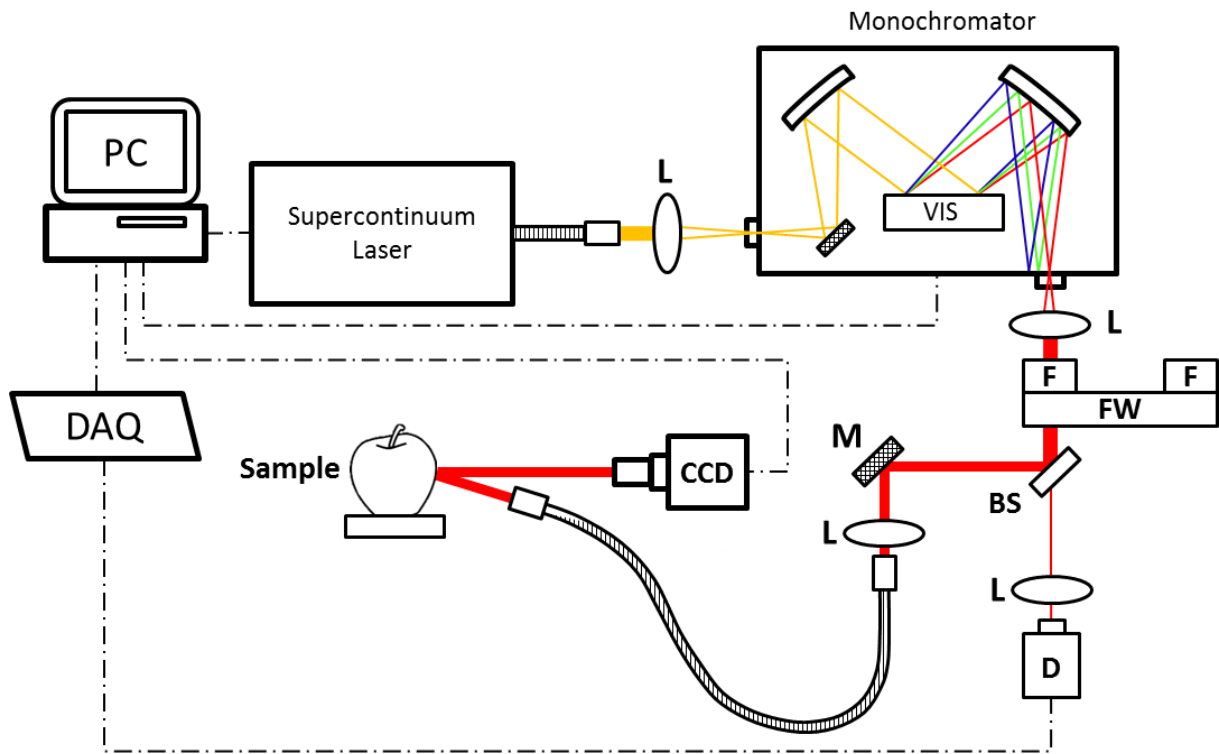 Monochromator
PC
Supercontinuum
Laser
L
VIS
L
F
F
FW
DAQ
Sample
CCD
M
BS
L
L
D